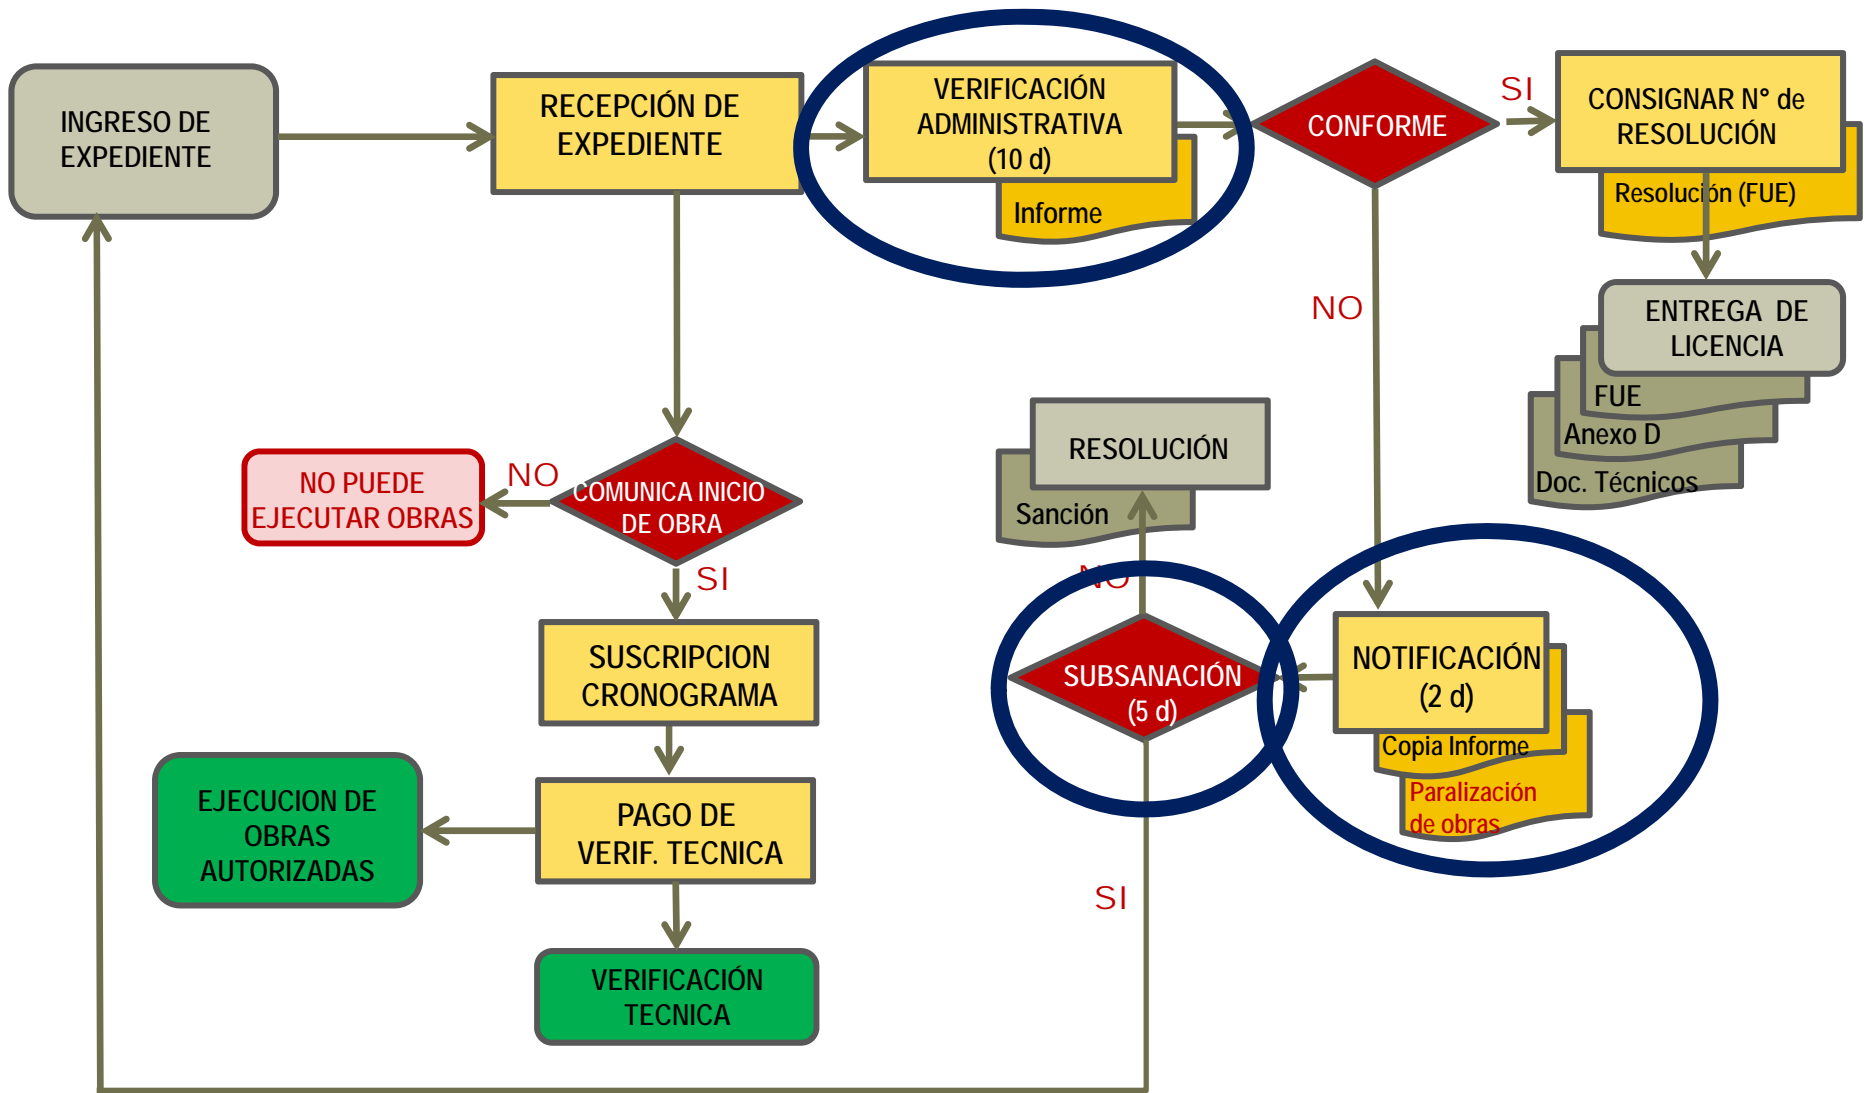 INGRESO DE
EXPEDIENTE
RECEPCIÓN DE
EXPEDIENTE
VERIFICACIÓN
ADMINISTRATIVA
(10 d)
Informe
CONFORME
SI
CONSIGNAR N° de
RESOLUCIÓN
Resolución (FUE)
NO
ENTREGA DE
LICENCIA
FUE
Anexo D
Doc. Técnicos
RESOLUCIÓN
Sanción
NO PUEDE
EJECUTAR OBRAS
NO
COMUNICA INICIO
DE OBRA
SI
NO
SUSCRIPCION
CRONOGRAMA
SUBSANACIÓN
(5 d)
NOTIFICACIÓN
(2 d)
Copia Informe
Paralización
de obras
EJECUCION DE
OBRAS
AUTORIZADAS
PAGO DE
VERIF. TECNICA
SI
VERIFICACIÓN
TECNICA